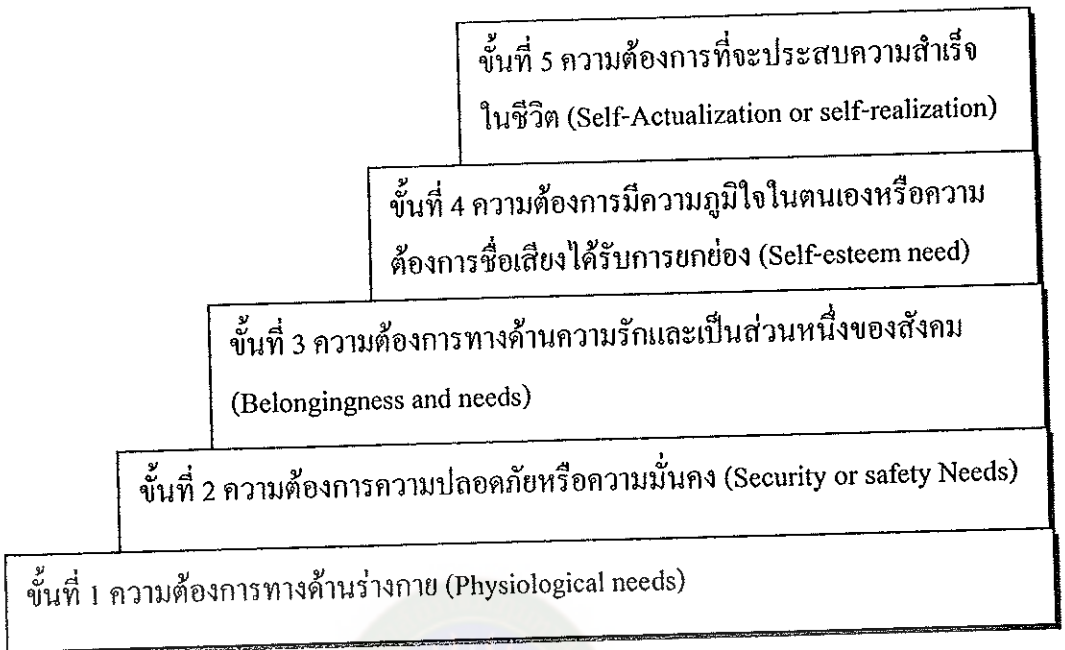 ขั้นที่ 5 ความต้องการที่จะประสบความสำเร็จ
ในชีวิต (Self-Actualization or self-realization)
ขั้นที่ 4 ความต้องการมีความภูมิใจในตนเองหรือความ
ต้องการชื่อเสียงได้รับการยกย่อง (Self-esteem need)
ขั้นที่ 3 ความต้องการทางด้านความรักและเป็นส่วนหนึ่งของสังคม
(Belongingness and needs)
ขั้นที่ 2 ความต้องการความปลอดภัยหรือความมั่นคง (Security or safety Needs)
ขั้นที่ 1 ความต้องการทางด้านร่างกาย (Physiological needs)